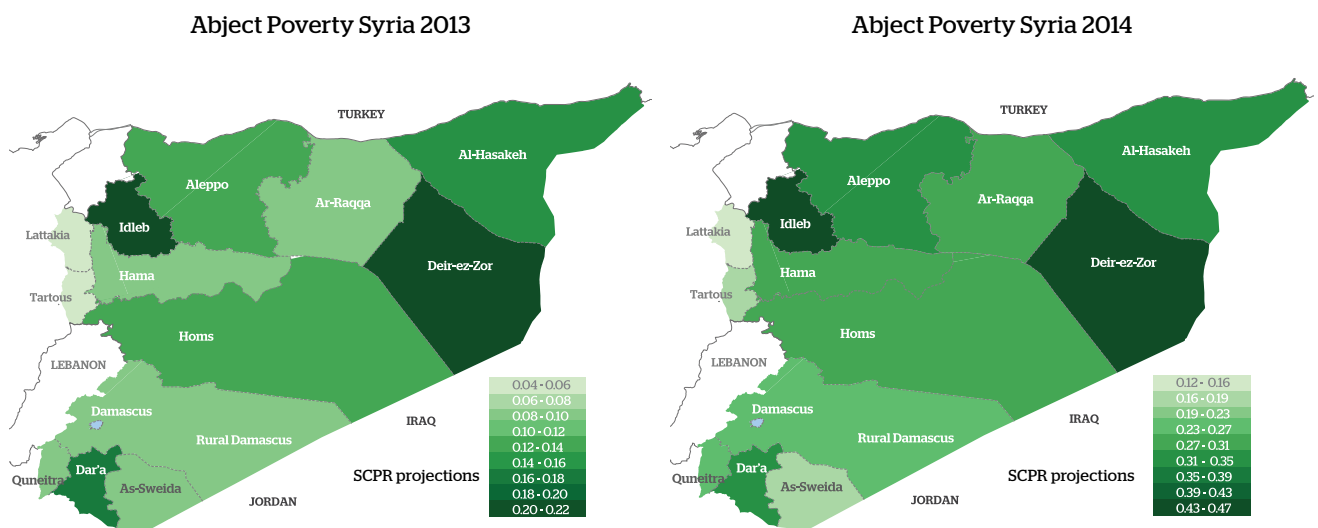 Abject Poverty Syria 2013
TURKEY
Al-Hasakeh
Aleppo
Ar-Raqqa
Idleb
Lattakia
Deir-ez-Zor
Hama
Tartous
Homs
LEBANON
Damascus
IRAQ
Rural Damascus
Dar'a
Quneitra
As-Sweida
JORDAN
SCPR projections
0.04 - 0.06
0.06 - 0.08
0.08 - 0.10
0.10 - 0.12
0.12 - 0.14
0.14 - 0.16
0.16 - 0.18
0.18 - 0.20
0.20 - 0.22
Abject Poverty Syria 2014
TURKEY
Al-Hasakeh
Aleppo
Ar-Raqqa
Idleb
Lattakia
Deir-ez-Zor
Hama
Tartous
Homs
LEBANON
Damascus
IRAQ
Rural Damascus
Dar'a
Quneitra
As-Sweida
JORDAN
SCPR projections
0.12 - 0.16
0.16 - 0.19
0.19 - 0.23
0.23 - 0.27
0.27 - 0.31
0.31 - 0.35
0.35 - 0.39
0.39 - 0.43
0.43 - 0.47